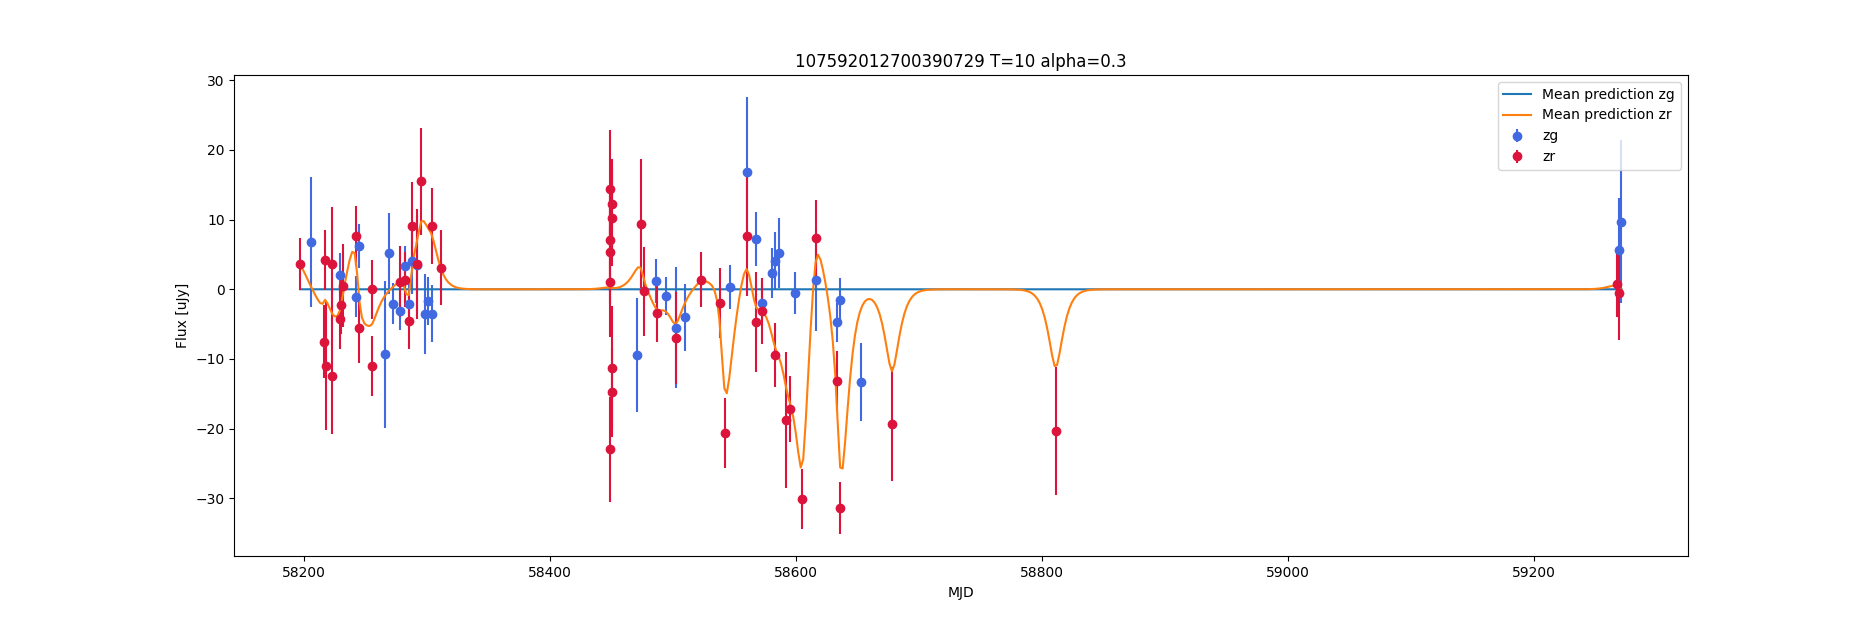 107592012700390729 T=10 alpha=0.3
Mean prediction zg
Mean prediction zr
zg
zr
30
20
10
0
−10
−20
−30
Flux [uJy]
58200
58400
58600
58800
59000
59200
MJD